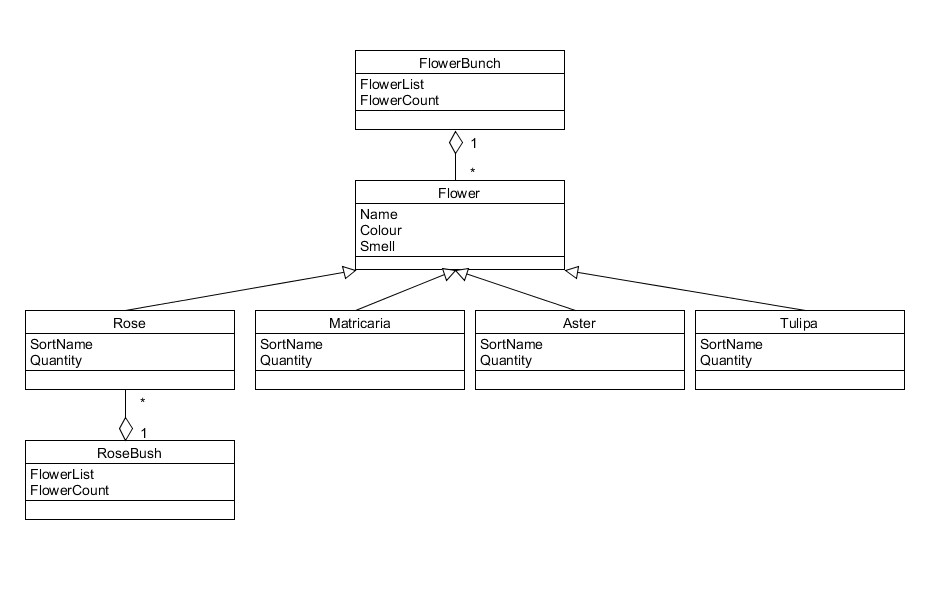 FlowerBunch
FlowerList
FlowerCount
1
*
Flower
Name
Colour
Smell
Rose
SortName
Quantity
Matricaria
SortName
Quantity
Aster
SortName
Quantity
Tulipa
SortName
Quantity
*
1
RoseBush
FlowerList
FlowerCount